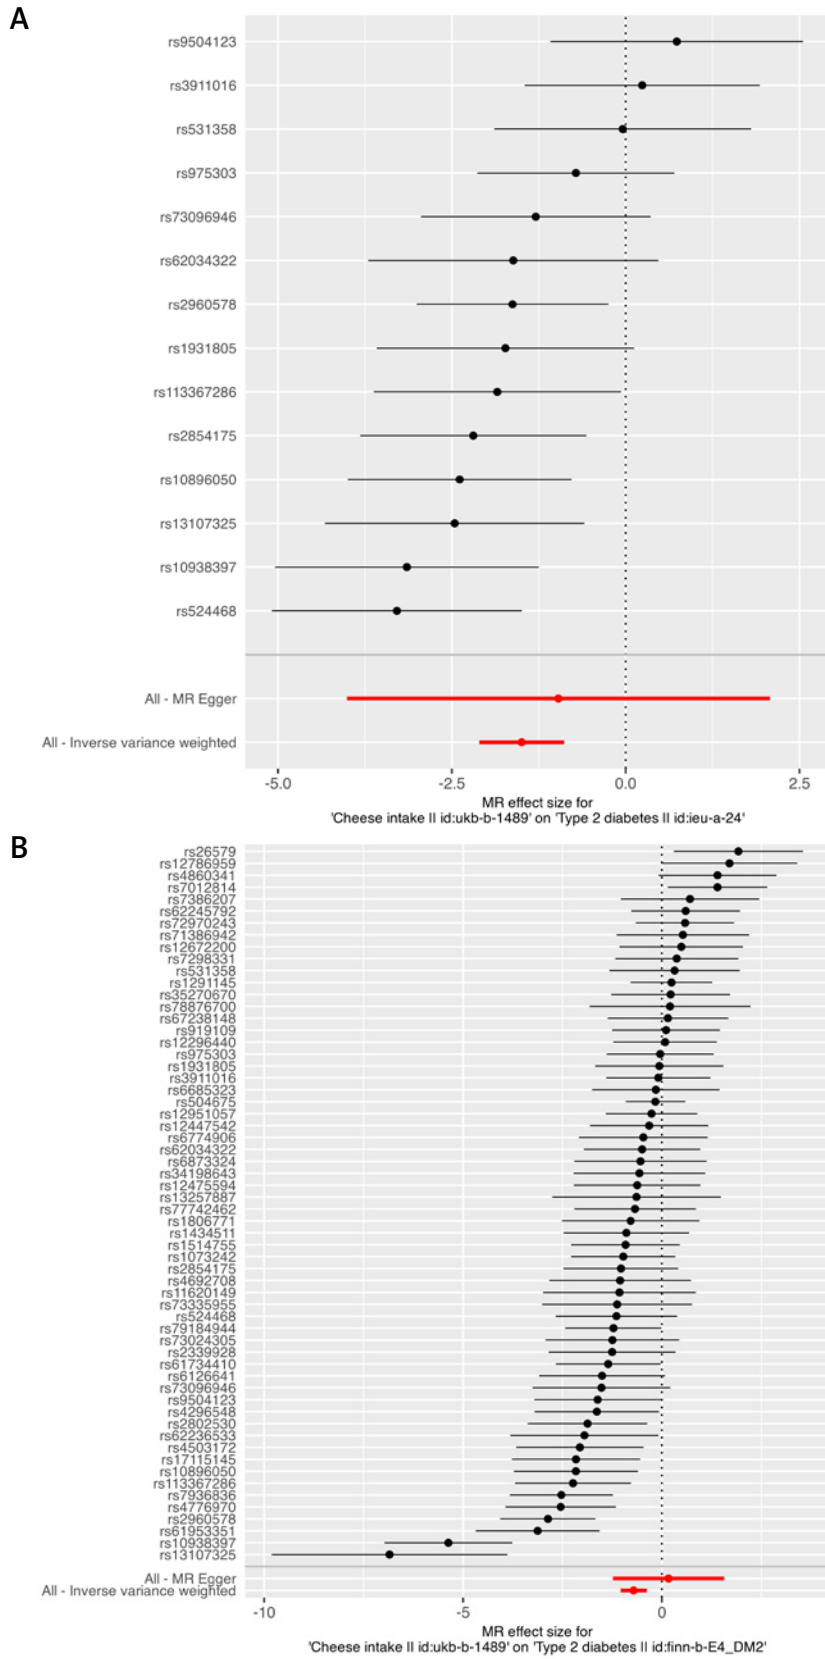 A
rs9504123
rs3911016
rs531358
rs975303
rs73096946
rs62034322
rs2960578
rs1931805
rs113367286
rs2854175
rs10896050
rs13107325
rs10938397
rs524468
All - MR Egger
All - Inverse variance weighted
-5.0 -2.5 0.0 2.5
MR effect size for
'Cheese intake II id:ukb-b-1489' on 'Type 2 diabetes II id:ieu-a-24'
B
rs26579
rs12786959
rs4860341
rs7012814
rs7386207
rs62245792
rs72970243
rs71386942
rs12672200
rs7298331
rs531358
rs1291145
rs35270670
rs78876700
rs67238148
rs919109
rs12296440
rs975303
rs1931805
rs3911016
rs6685323
rs504675
rs12951057
rs12447542
rs6774906
rs62034322
rs6873324
rs34198643
rs12475594
rs13257887
rs77742462
rs1806771
rs1434511
rs1514755
rs1073242
rs2854175
rs4692708
rs11620149
rs73335955
rs524468
rs79184944
rs73024305
rs2339928
rs61734410
rs6126641
rs73096946
rs9504123
rs4296548
rs2802530
rs62236533
rs4503172
rs17115145
rs10896050
rs113367286
rs7936836
rs4776970
rs2960578
rs61953351
rs10938397
rs13107325
All - MR Egger
All - Inverse variance weighted
-10 -5 0
MR effect size for
'Cheese intake II id:ukb-b-1489' on 'Type 2 diabetes II id:finn-b-E4_DM2'